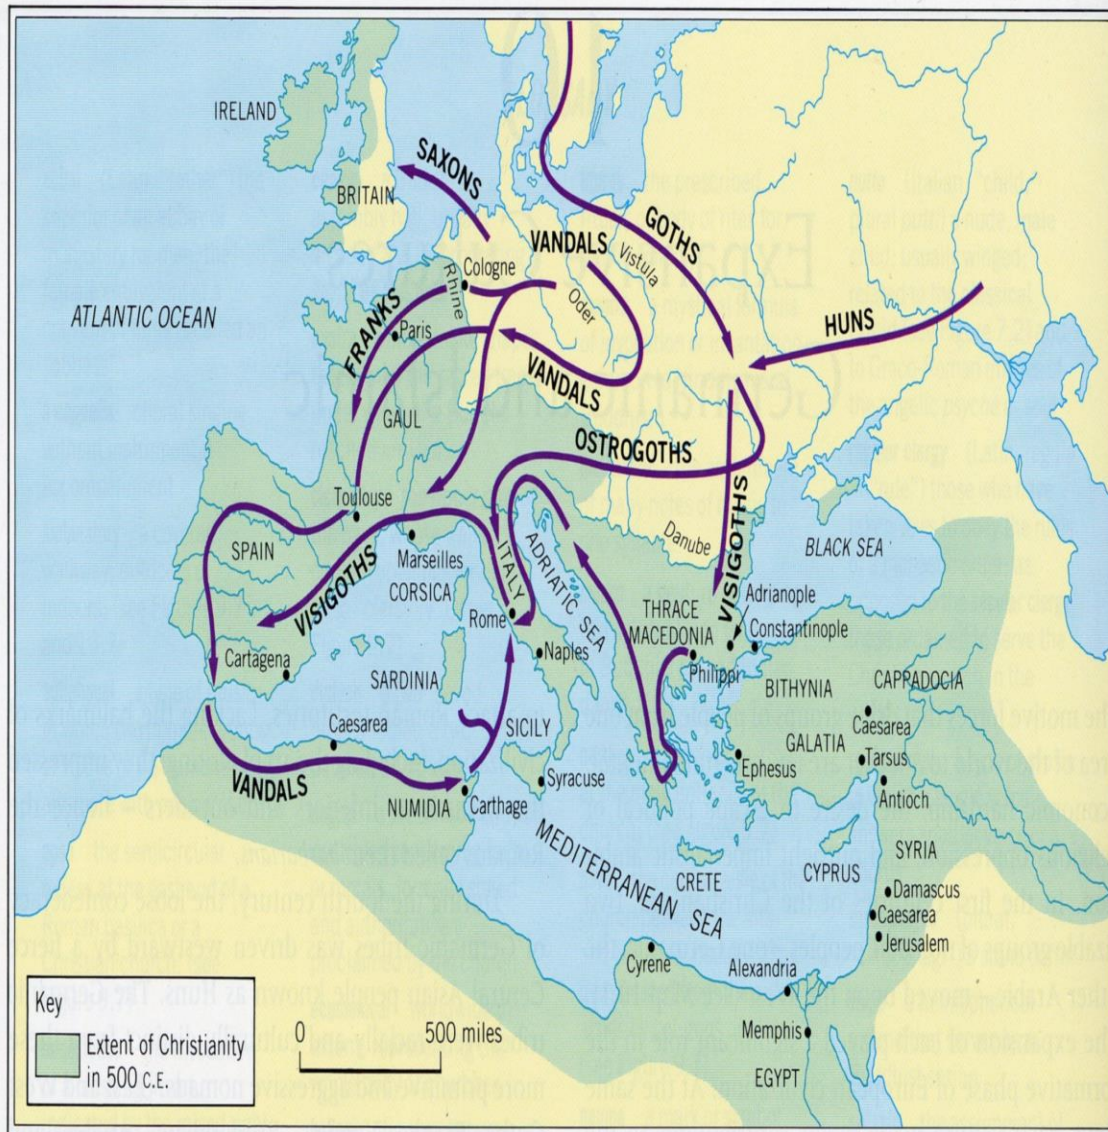 IRELAND
SAXONS
BRITAIN
GOTHS
VANDALS
Vistula
Cologne
Rhine
Oder
ATLANTIC OCEAN
FRANKS
Paris
HUNS
VANDALS
GAUL
OSTROGOTHS
Toulouse
SPAIN
Marseilles
ITALY
ADRIATIC SEA
Danube
VISIGOTHS
BLACK SEA
VISIGOTHS
CORSICA
Adrianople
Rome
THRACE
MACEDONIA
Constantinople
Naples
Cartagena
Philippi
SARDINIA
BITHYNIA
CAPPADOCIA
Caesarea
SICILY
Caesarea
GALATIA
Tarsus
Ephesus
VANDALS
Syracuse
NUMIDIA
Carthage
Antioch
MEDITERRANEAN SEA
SYRIA
CRETE
CYPRUS
Damascus
Caesarea
Jerusalem
Cyrene
Alexandria
Key
Extent of Christianity
in 500 C.E.
0
500 miles
Memphis
EGYPT